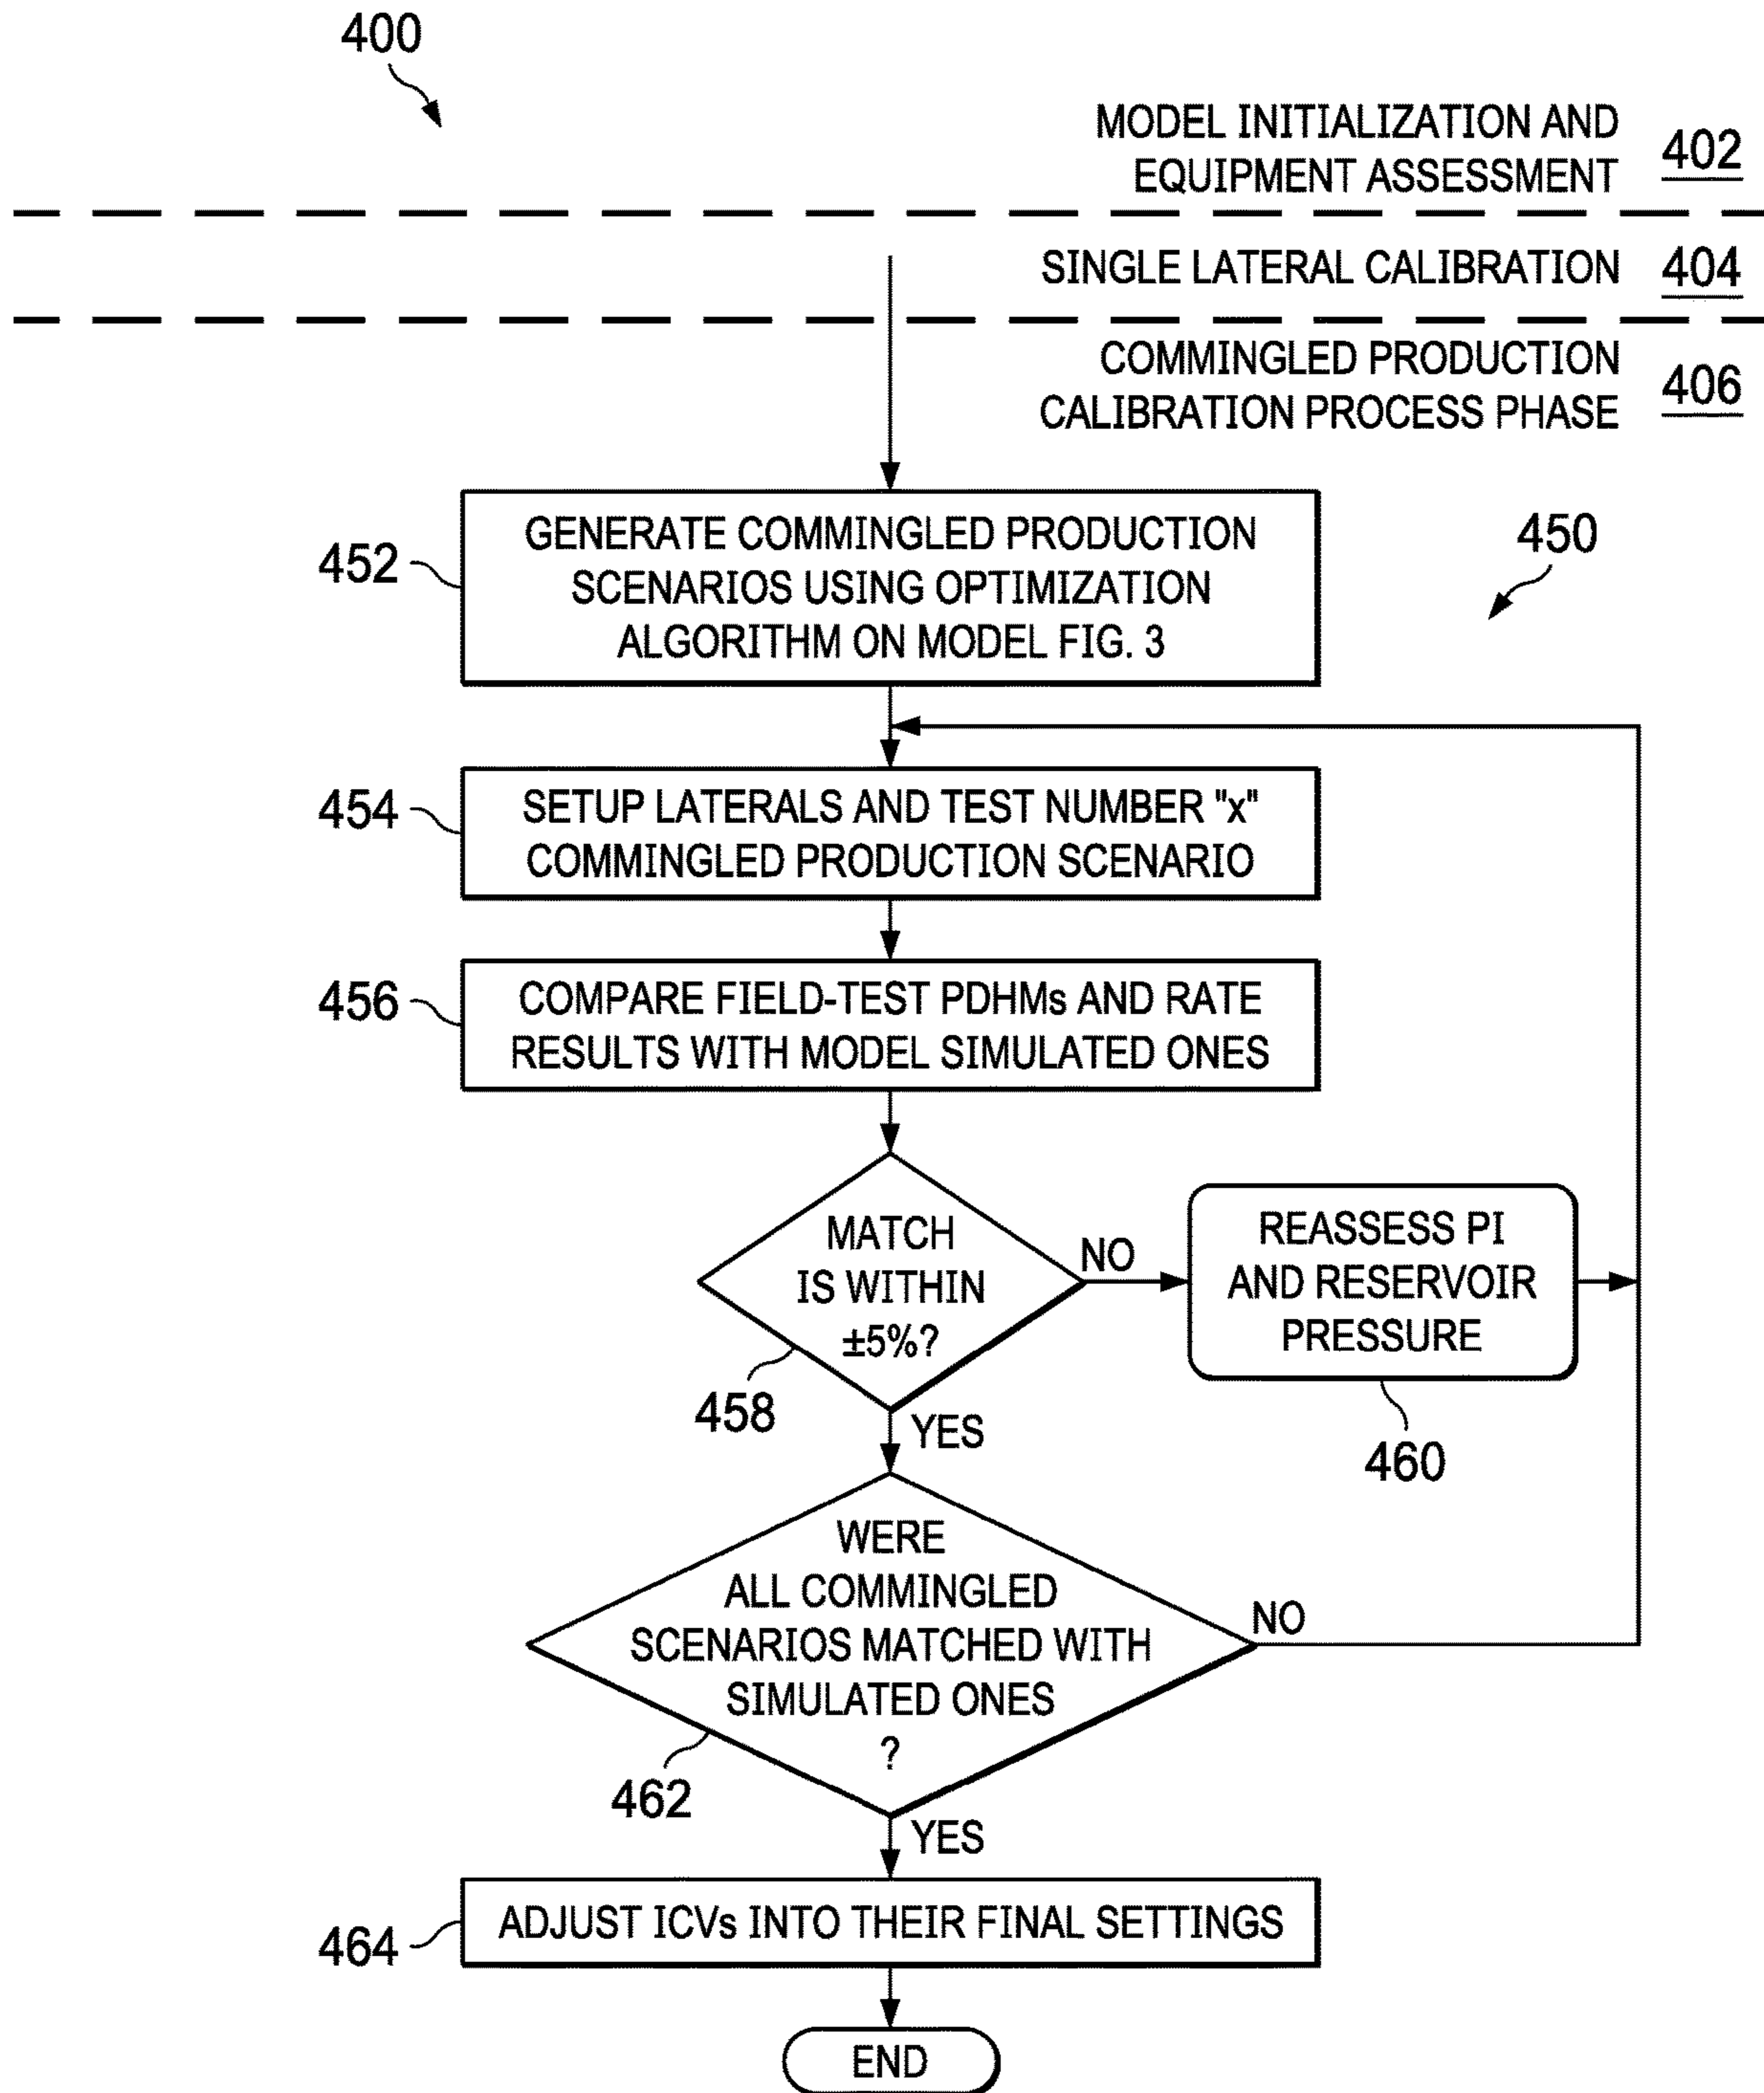 400
MODEL INITIALIZATION AND
EQUIPMENT ASSESSMENT
402
SINGLE LATERAL CALIBRATION
404
COMMINGLED PRODUCTION
CALIBRATION PROCESS PHASE
406
450
452
GENERATE COMMINGLED PRODUCTION
SCENARIOS USING OPTIMIZATION
ALGORITHM ON MODEL FIG. 3
454
SETUP LATERALS AND TEST NUMBER "x"
COMMINGLED PRODUCTION SCENARIO
456
COMPARE FIELD-TEST PDHMs AND RATE
RESULTS WITH MODEL SIMULATED ONES
MATCH
IS WITHIN
±5%?
458
NO
REASSESS PI
AND RESERVOIR
PRESSURE
460
YES
WERE
ALL COMMINGLED
SCENARIOS MATCHED WITH
SIMULATED ONES
?
462
NO
YES
464
ADJUST ICVs INTO THEIR FINAL SETTINGS
END